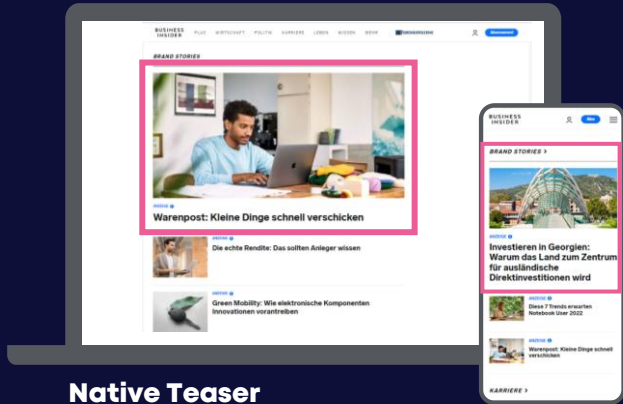 BUSINESS
INSIDER
PLUS WIRTSCHAFT POLITIK KARRIERE LEBEN WISSEN MEHR
BRAND STORIES
ANZEIGE
Warenpost: Kleine Dinge schnell verschicken
ANZEIGE
Die echte Rendite: Das sollten Anleger wissen
ANZEIGE
Green Mobility: Wie elektronische Komponenten
Innovationen vorantreiben
BUSINESS
INSIDER
BRAND STORIES >
ANZEIGE
Investieren in Georgien:
Warum das Land zum Zentrum
für ausländische
Direktinvestitionen wird
ANZEIGE
Diese 7 Trends erwarten
Notebook User 2022
ANZEIGE
Warenpost: Kleine Dinge schnell
verschicken
KARRIERE >
Native Teaser